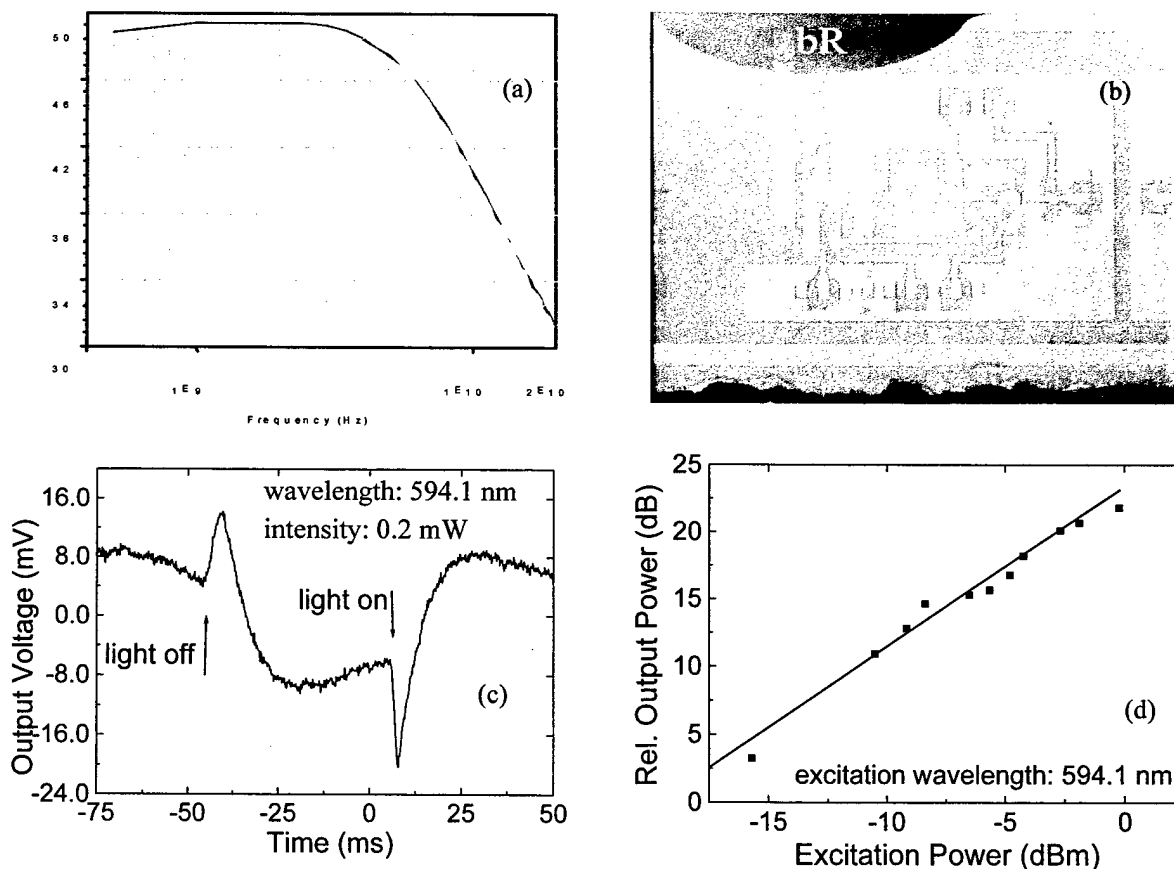 50
46
42
36
34
30
1E9
1E10
2E10
Frequency (Hz)
(a)
bR
(b)
Output Voltage (mV)
16.0
8.0
0.0
-8.0
-16.0
-24.0
wavelength: 594.1 nm
intensity: 0.2 mW
light on
light off
(c)
-75
-50
-25
0
25
50
Time (ms)
Rel. Output Power (dB)
25
20
15
10
5
0
(d)
excitation wavelength: 594.1 nm
-15
-10
-5
0
Excitation Power (dBm)